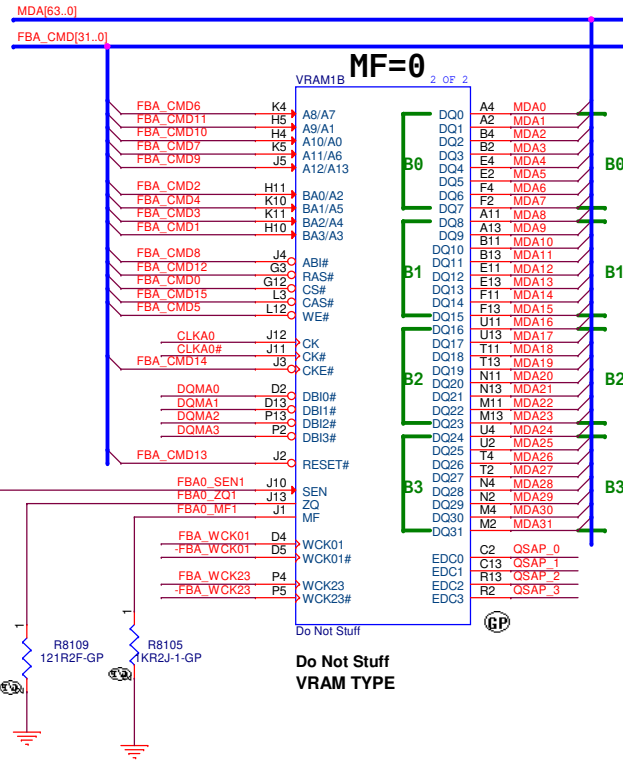 MDA[63..0]
FBA_CMD[31..0]
MF=0
VRAM1B 2 OF 2
FBA_CMD6 K4 A8/A7 DQ0 A4 MDA0
FBA_CMD11 H5 A9/A1 DQ1 A2 MDA1
FBA_CMD10 H4 A10/A0 DQ2 B4 MDA2
FBA_CMD7 K5 A11/A6 DQ3 B2 MDA3
FBA_CMD9 J5 A12/A13 DQ4 E4 MDA4
B0 B0
DQ5 E2 MDA5
FBA_CMD2 H11 BA0/A2 DQ6 F4 MDA6
FBA_CMD4 K10 BA1/A5 DQ7 F2 MDA7
FBA_CMD3 K11 BA2/A4 DQ8 A11 MDA8
FBA_CMD1 H10 BA3/A3 DQ9 A13 MDA9
DQ10 B11 MDA10
FBA_CMD8 J4 ABI# DQ11 B13 MDA11
FBA_CMD12 G3 RAS# DQ12 E11 MDA12
B1 B1
FBA_CMD0 G12 CS# DQ13 E13 MDA13
FBA_CMD15 L3 CAS# DQ14 F11 MDA14
FBA_CMD5 L12 WE# DQ15 F13 MDA15
DQ16 U11 MDA16
CLKA0 J12 CK DQ17 U13 MDA17
CLKA0# J11 CK# DQ18 T11 MDA18
FBA_CMD14 J3 CKE# DQ19 T13 MDA19
B2 B2
DQ20 N11 MDA20
DQMA0 D2 DBI0# DQ21 N13 MDA21
DQMA1 D13 DBI1# DQ22 M11 MDA22
DQMA2 P13 DBI2# DQ23 M13 MDA23
DQMA3 P2 DBI3# DQ24 U4 MDA24
DQ25 U2 MDA25
FBA_CMD13 J2 RESET# DQ26 T4 MDA26
DQ27 T2 MDA27
FBA0_SEN1 J10 SEN DQ28 N4 MDA28
B3 B3
FBA0_ZQ1 J13 ZQ DQ29 N2 MDA29
FBA0_MF1 J1 MF DQ30 M4 MDA30
DQ31 M2 MDA31
FBA_WCK01 D4 WCK01
-FBA_WCK01 D5 WCK01# EDC0 C2 QSAP_0
EDC1 C13 QSAP_1
FBA_WCK23 P4 WCK23 EDC2 R13 QSAP_2
-FBA_WCK23 P5 WCK23# EDC3 R2 QSAP_3
GP
Do Not Stuff
1 1
R8109 R8105
121R2F-GP 1KR2J-1-GP
Do Not Stuff
VRAM TYPE